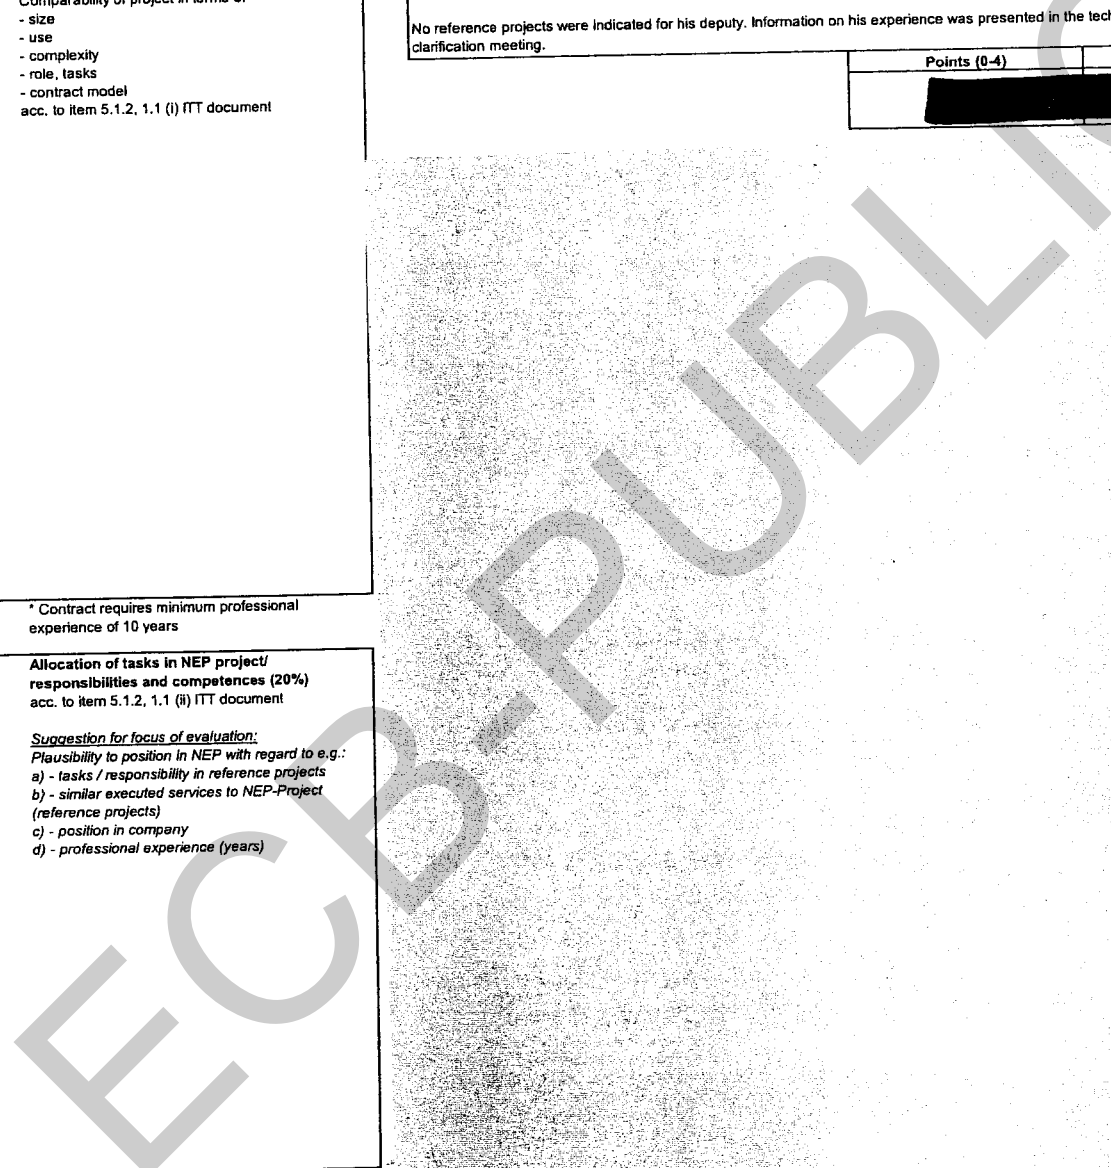 Comparability of project in terms of
- size
- use
- complexity
- role, tasks
- contract model
acc. to item 5.1.2, 1.1 (i) ITT document
No reference projects were indicated for his deputy. Information on his experience was presented in the
clarification meeting.
Points (0-4)
* Contract requires minimum professional
experience of 10 years
Allocation of tasks in NEP project/
responsibilities and competences (20%)
acc. to item 5.1.2, 1.1 (ii) ITT document
Suggestion for focus of evaluation:
Plausibility to position in NEP with regard to e.g.:
a) - tasks / responsibility in reference projects
b) - similar executed services to NEP-Project
(reference projects)
c) - position in company
d) - professional experience (years)
ECB-PUBLIC